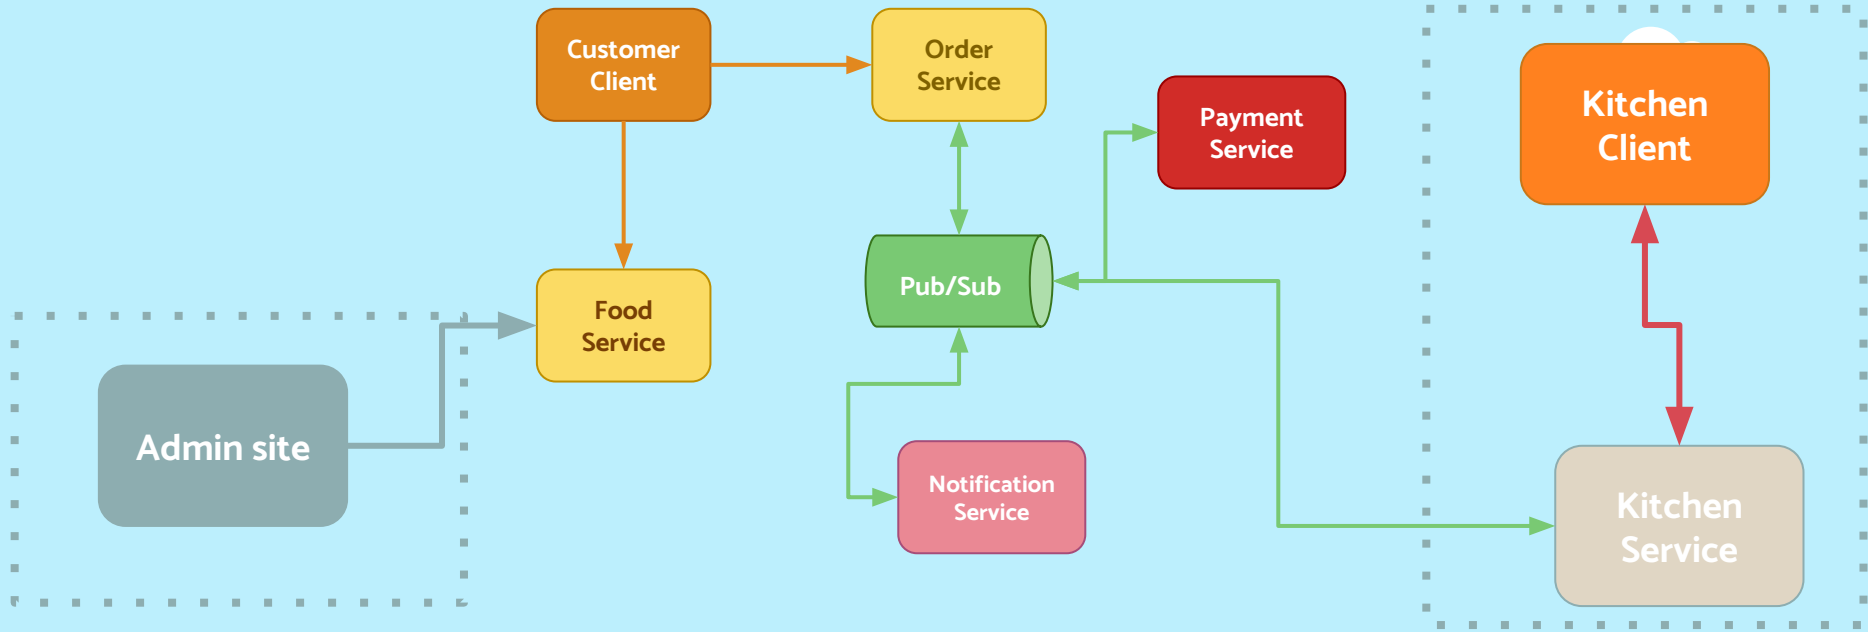 Customer
Client
Order
Service
Payment
Service
Kitchen
Client
Pub/Sub
Food
Service
Admin site
Notification
Service
Kitchen
Service